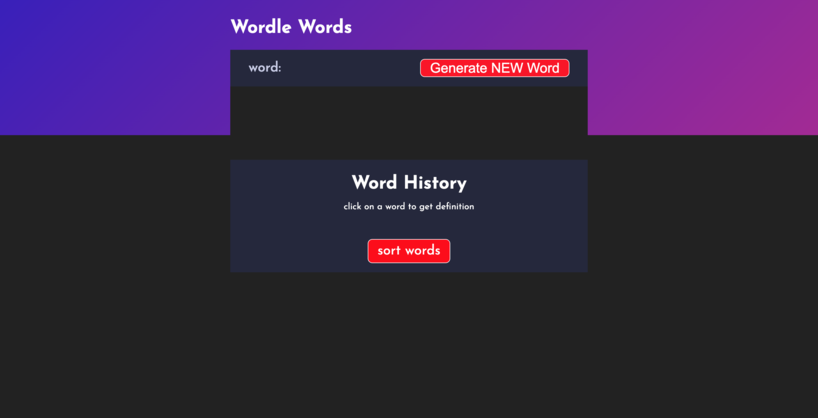 Wordle Words
word:
Generate NEW Word
Word History
click on a word to get definition
sort words